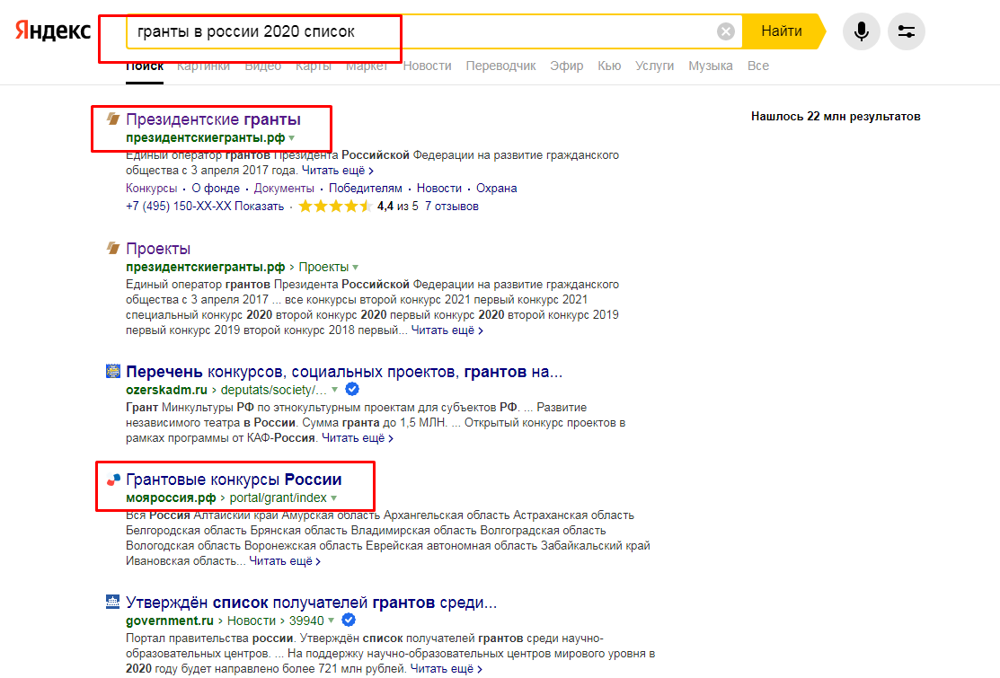 Яндекс
гранты в россии 2020 список
Найти
Поиск Картинки Видео Карты Маркет Новости Переводчик Эфир Кью Услуги Музыка Все
Президентские гранты
президентскиегранты.рф
Единый оператор грантов Президента Российской Федерации на развитие гражданского
общества с 3 апреля 2017 года. Читать ещё >
Конкурсы · О фонде · Документы · Победителям · Новости · Охрана
+7 (495) 150-XX-XX Показать · 4,4 из 5 7 отзывов
Нашлось 22 млн результатов
Проекты
президентскиегранты.рф > Проекты
Единый оператор грантов Президента Российской Федерации на развитие гражданского
общества с 3 апреля 2017 ... все конкурсы второй конкурс 2021 первый конкурс 2021
специальный конкурс 2020 второй конкурс 2020 первый конкурс 2020 второй конкурс 2019
первый конкурс 2019 второй конкурс 2018 первый... Читать ещё >
Перечень конкурсов, социальных проектов, грантов на...
ozerskadm.ru > deputats/society/...
Грант Минкультуры РФ по этнокультурным проектам для субъектов РФ. ... Развитие
независимого театра в России. Сумма гранта до 1,5 МЛН. ... Открытый конкурс проектов в
рамках программы от КАФ-Россия. Читать ещё >
Грантовые конкурсы России
мояроссия.рф > portal/grant/index
Вся Россия Алтайский край Амурская область Архангельская область Астраханская область
Белгородская область Брянская область Владимирская область Волгоградская область
Вологодская область Воронежская область Еврейская автономная область Забайкальский край
Ивановская область... Читать ещё >
Утверждён список получателей грантов среди...
government.ru > Новости > 39940
Портал правительства россии. Утверждён список получателей грантов среди научно-
образовательных центров. ... На поддержку научно-образовательных центров мирового уровня в
2020 году будет направлено более 721 млн рублей. Читать ещё >